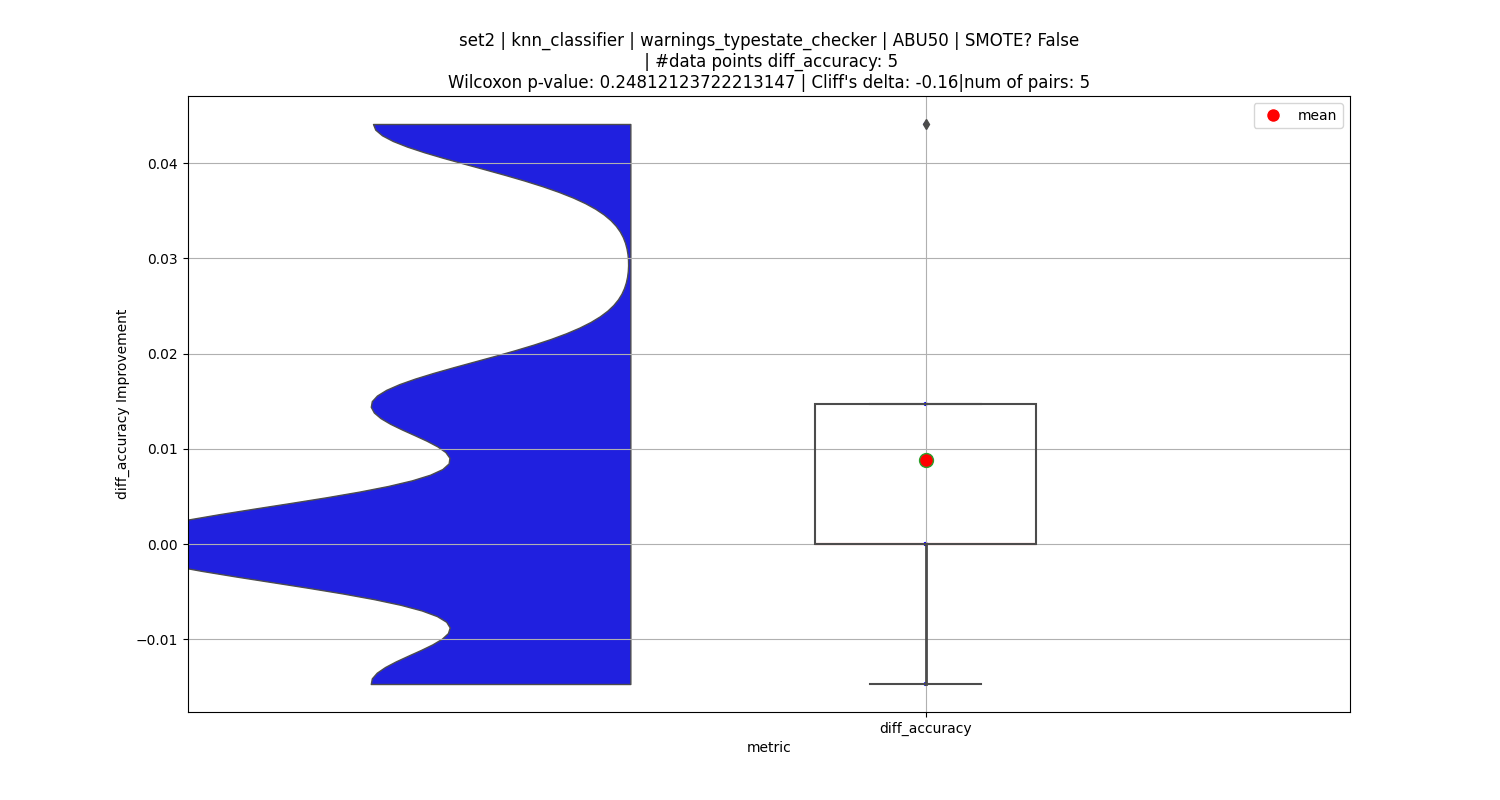 set2 | knn_classifier | warnings_typestate_checker | ABU50 | SMOTE? False
| #data points diff_accuracy: 5
Wilcoxon p-value: 0.24812123722213147 | Cliff's delta: -0.16|num of pairs: 5
mean
0.04
0.03
0.02
0.01
0.00
−0.01
diff_accuracy Improvement
diff_accuracy
metric